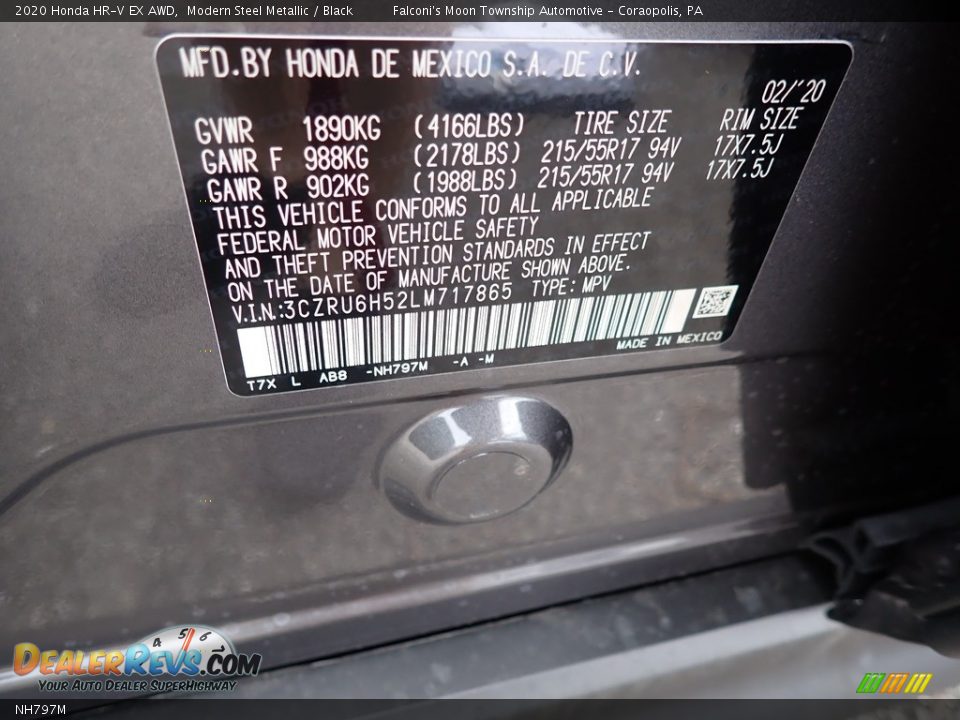 2020 Honda HR-V EX AWD, Modern Steel Metallic / Black Falconi's Moon Township Automotive - Coraopolis, PA
MFD.BY HONDA DE MEXICO S.A. DE C.V.
02/'20
GVWR 1890KG (4166LBS) TIRE SIZE RIM SIZE
GAWR F 988KG (2178LBS) 215/55R17 94V 17X7.5J
GAWR R 902KG (1988LBS) 215/55R17 94V 17X7.5J
THIS VEHICLE CONFORMS TO ALL APPLICABLE
FEDERAL MOTOR VEHICLE SAFETY
AND THEFT PREVENTION STANDARDS IN EFFECT
ON THE DATE OF MANUFACTURE SHOWN ABOVE.
V.I.N.:3CZRU6H52LM717865 TYPE: MPV
T7X L AB8 -NH797M -A -M MADE IN MEXICO
4 5 6
DEALERREVS.COM
YOUR AUTO DEALER SUPERHIGHWAY
NH797M